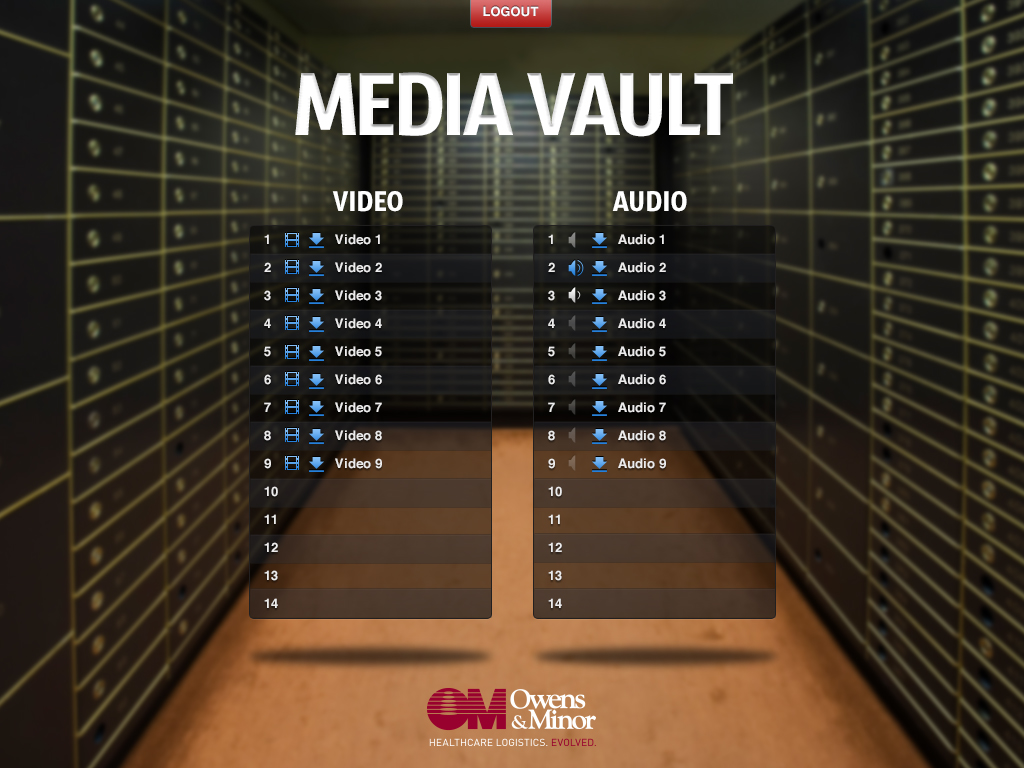 LOGOUT
MEDIA VAULT
VIDEO
1 Video 1
2 Video 2
3 Video 3
4 Video 4
5 Video 5
6 Video 6
7 Video 7
8 Video 8
9 Video 9
10
11
12
13
14
AUDIO
1 Audio 1
2 Audio 2
3 Audio 3
4 Audio 4
5 Audio 5
6 Audio 6
7 Audio 7
8 Audio 8
9 Audio 9
10
11
12
13
14
OM Owens
& Minor
HEALTHCARE LOGISTICS. EVOLVED.